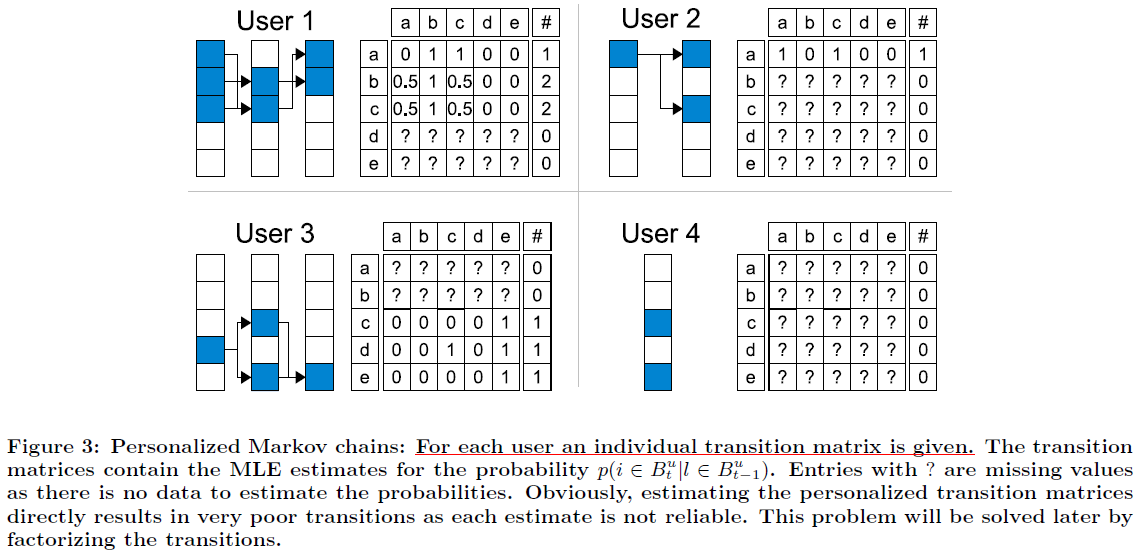 User 1
a b c d e #
a 0 1 1 0 0 1
b 0.5 1 0.5 0 0 2
c 0.5 1 0.5 0 0 2
d ? ? ? ? ? 0
e ? ? ? ? ? 0
User 2
a b c d e #
a 1 0 1 0 0 1
b ? ? ? ? ? 0
c ? ? ? ? ? 0
d ? ? ? ? ? 0
e ? ? ? ? ? 0
User 3
a b c d e #
a ? ? ? ? ? 0
b ? ? ? ? ? 0
c 0 0 0 0 1 1
d 0 0 1 0 1 1
e 0 0 0 0 1 1
User 4
a b c d e #
a ? ? ? ? ? 0
b ? ? ? ? ? 0
c ? ? ? ? ? 0
d ? ? ? ? ? 0
e ? ? ? ? ? 0
Figure 3: Personalized Markov chains: For each user an individual transition matrix is given. The transition
matrices contain the MLE estimates for the probability p(i ∈ B_t^u|l ∈ B_{t−1}^u). Entries with ? are missing values
as there is no data to estimate the probabilities. Obviously, estimating the personalized transition matrices
directly results in very poor transitions as each estimate is not reliable. This problem will be solved later by
factorizing the transitions.